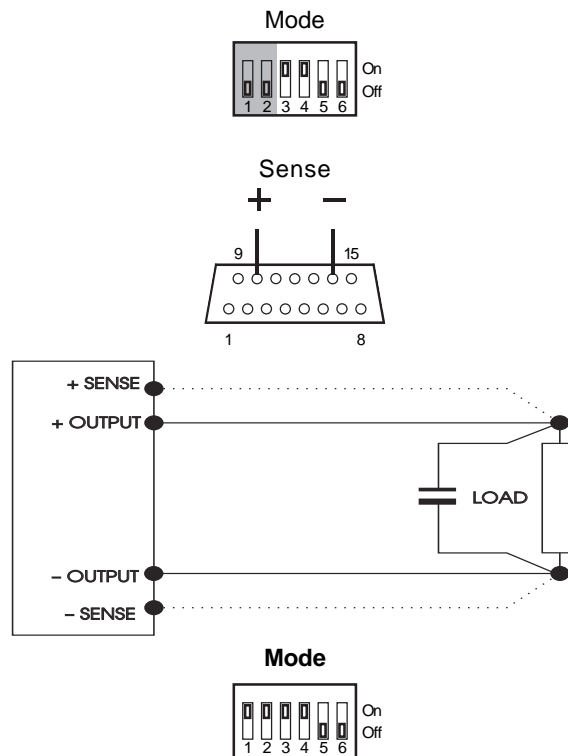 Mode
On
Off
1 2 3 4 5 6
Sense
+ −
9 15
1 8
+ SENSE
+ OUTPUT
LOAD
− OUTPUT
− SENSE
Mode
On
Off
1 2 3 4 5 6